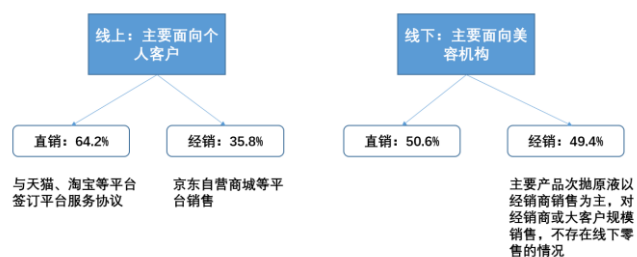 线上：主要面向个
人客户
线下：主要面向美
容机构
直销：64.2%
经销：35.8%
直销：50.6%
经销：49.4%
与天猫、淘宝等平台
签订平台服务协议
京东自营商城等平
台销售
主要产品次抛原液以
经销商销售为主，对
经销商或大客户规模
销售，不存在线下零
售的情况